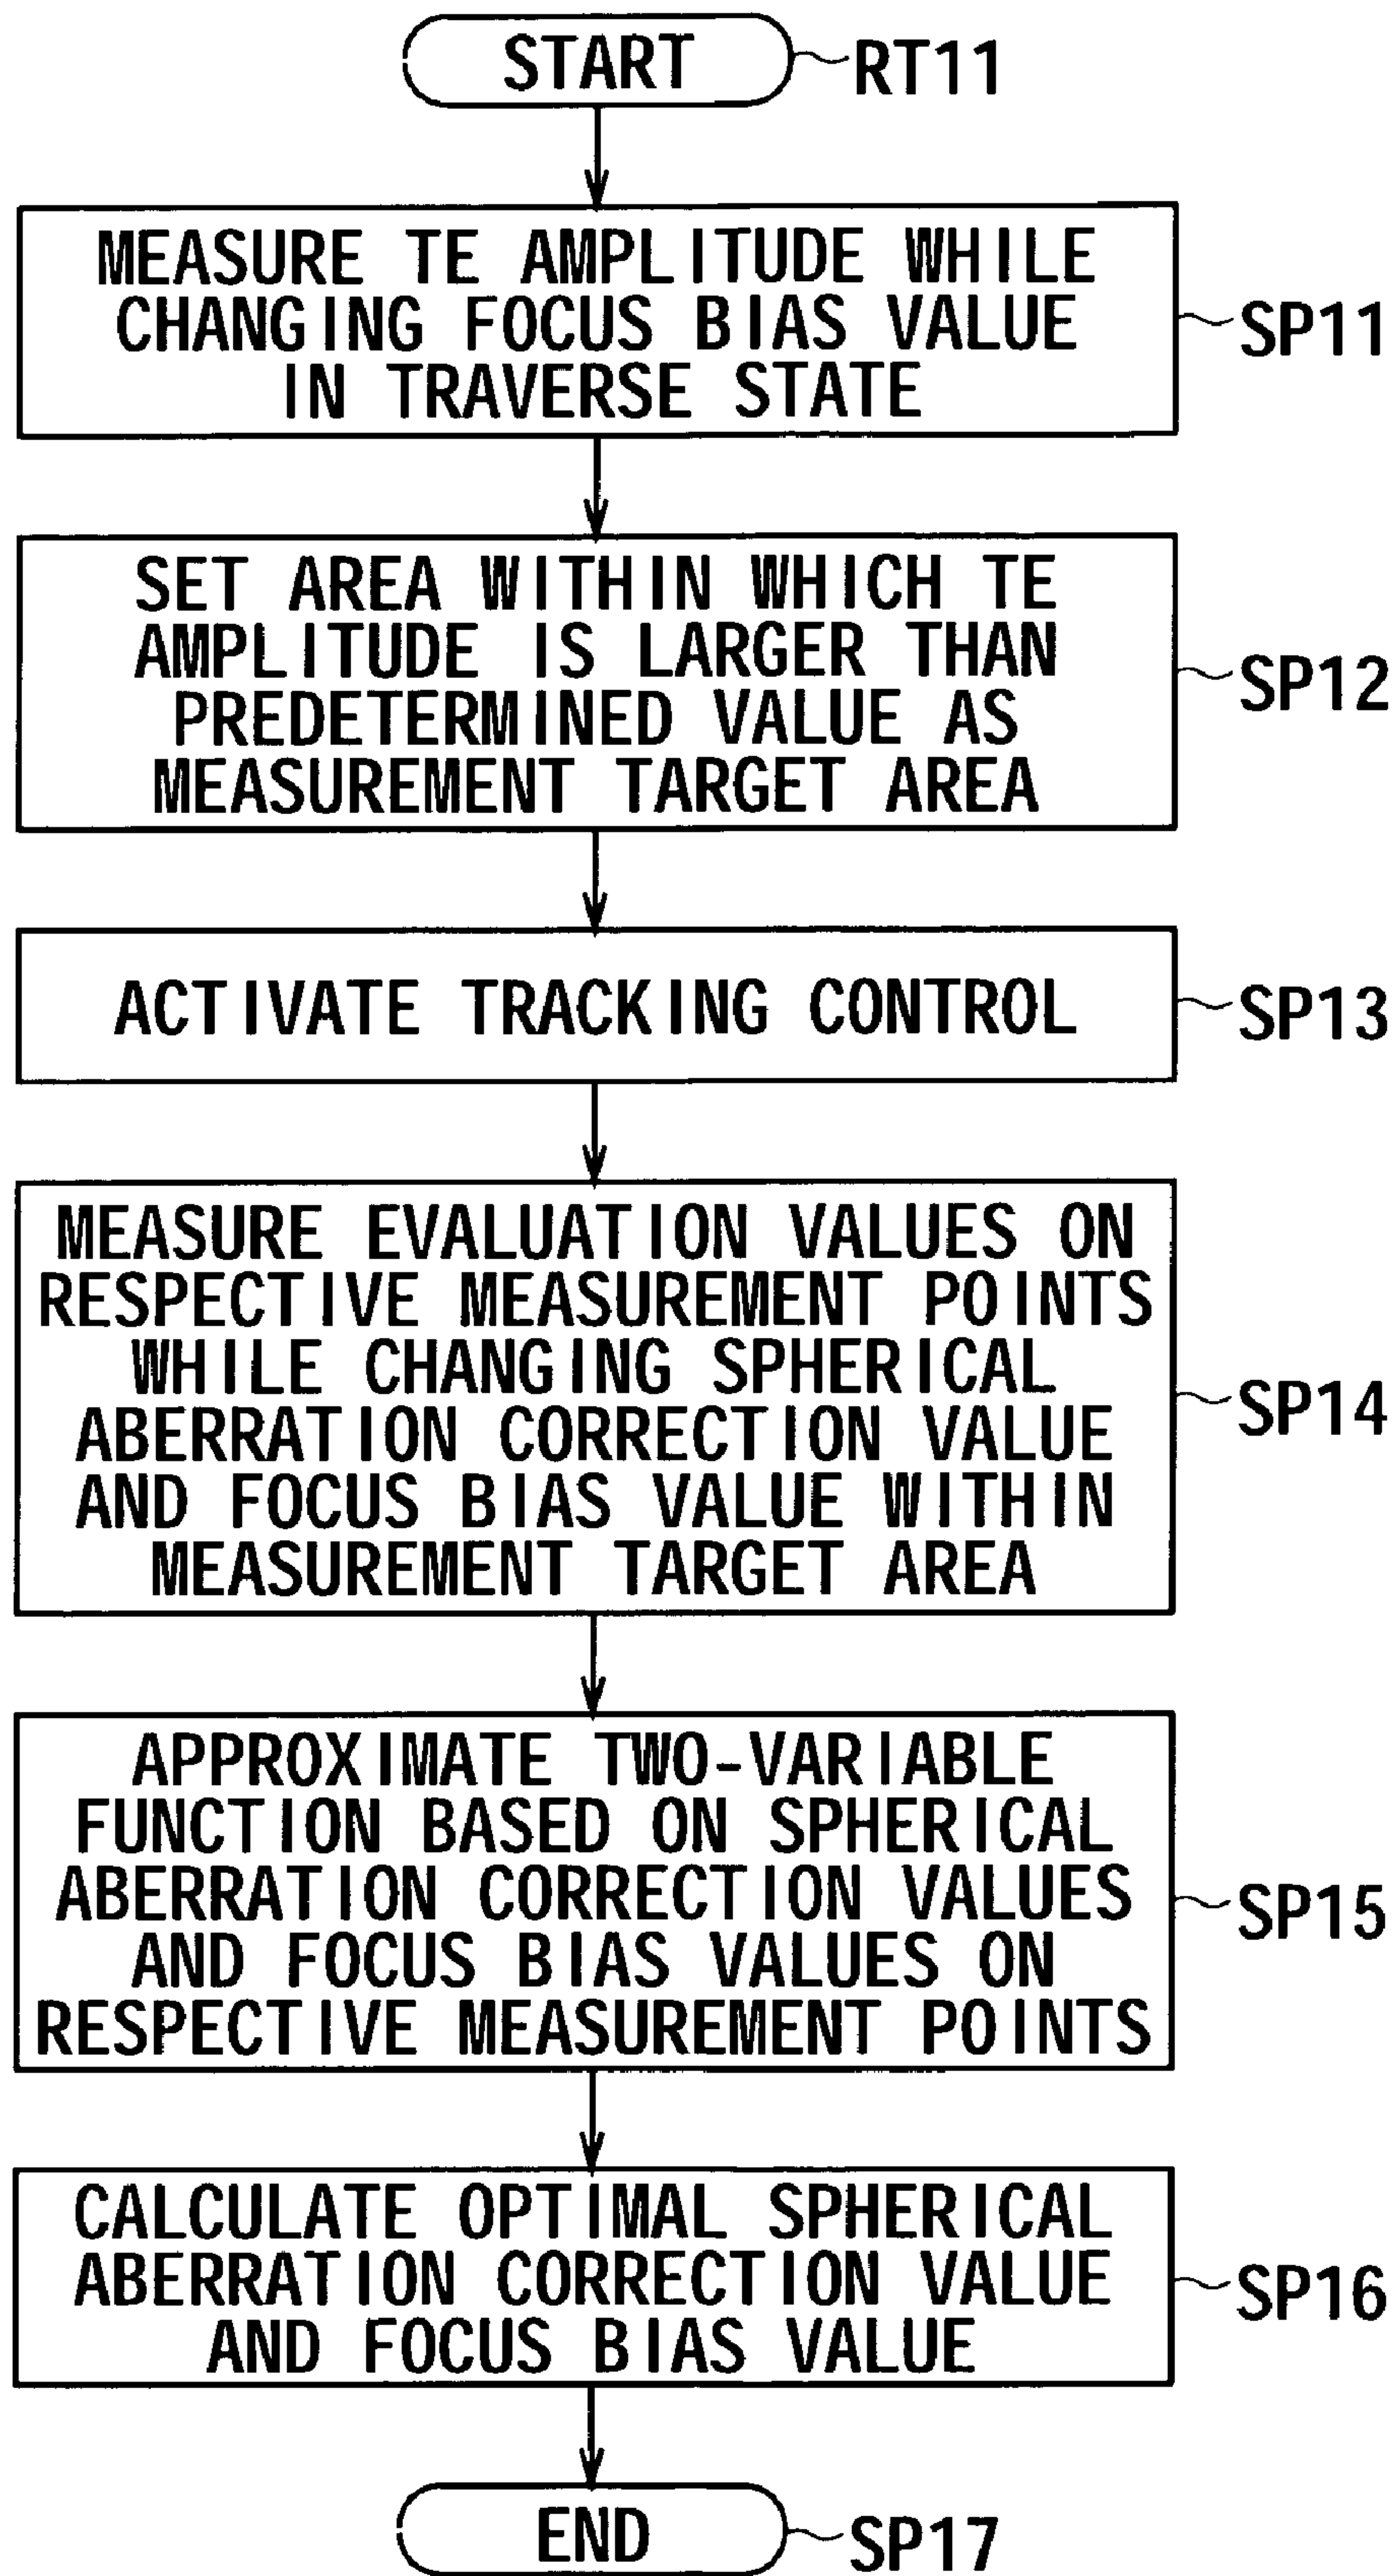 START
RT11
MEASURE TE AMPLITUDE WHILE
CHANGING FOCUS BIAS VALUE
IN TRAVERSE STATE
SP11
SET AREA WITHIN WHICH TE
AMPLITUDE IS LARGER THAN
PREDETERMINED VALUE AS
MEASUREMENT TARGET AREA
SP12
ACTIVATE TRACKING CONTROL
SP13
MEASURE EVALUATION VALUES ON
RESPECTIVE MEASUREMENT POINTS
WHILE CHANGING SPHERICAL
ABERRATION CORRECTION VALUE
AND FOCUS BIAS VALUE WITHIN
MEASUREMENT TARGET AREA
SP14
APPROXIMATE TWO-VARIABLE
FUNCTION BASED ON SPHERICAL
ABERRATION CORRECTION VALUES
AND FOCUS BIAS VALUES ON
RESPECTIVE MEASUREMENT POINTS
SP15
CALCULATE OPTIMAL SPHERICAL
ABERRATION CORRECTION VALUE
AND FOCUS BIAS VALUE
SP16
END
SP17